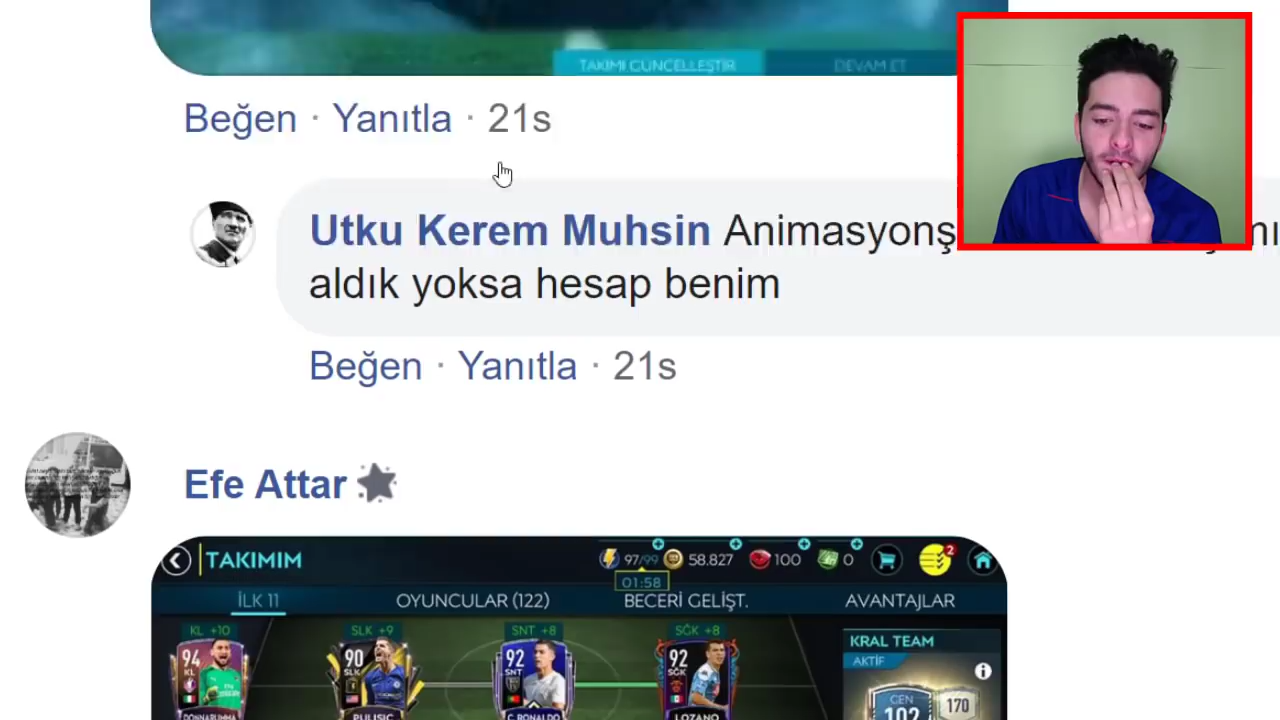 TAKIMI GÜNCELLEŞTİR DEVAM ET
Beğen · Yanıtla · 21s
Utku Kerem Muhsin Animasyonş
aldık yoksa hesap benim
Beğen · Yanıtla · 21s
Efe Attar
TAKIMIM 97/99 58.827 100 0 2
01:58
İLK 11 OYUNCULAR (122) BECERİ GELİŞT. AVANTAJLAR
KL +10 SLK +9 SNT +8 SĞK +8 KRAL TEAM
AKTİF
94 KL 90 SLK 92 SNT 92 SĞK
CEN 102 170
DONNARUMMA PULISIC C. RONALDO LOZANO